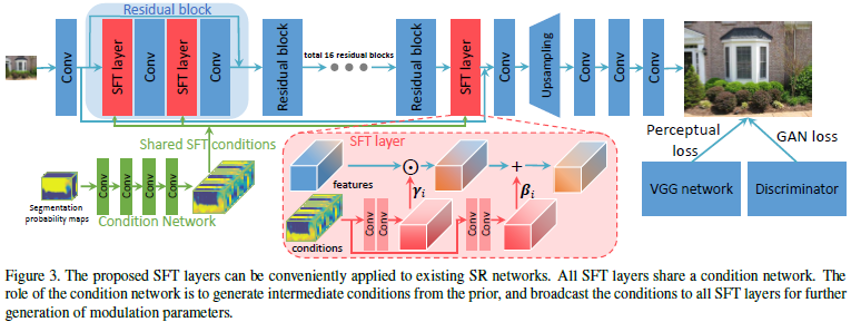 Residual block
Conv
SFT layer
Conv
SFT layer
Conv
Residual block
total 16 residual blocks
Residual block
SFT layer
Conv
Upsampling
Conv
Conv
Conv
Shared SFT conditions
Segmentation
probability maps
Conv
Conv
Conv
Conv
Condition Network
SFT layer
features
γi
+
βi
conditions
Conv
Conv
Conv
Conv
Perceptual
loss
GAN loss
VGG network
Discriminator
Figure 3. The proposed SFT layers can be conveniently applied to existing SR networks. All SFT layers share a condition network. The
role of the condition network is to generate intermediate conditions from the prior, and broadcast the conditions to all SFT layers for further
generation of modulation parameters.